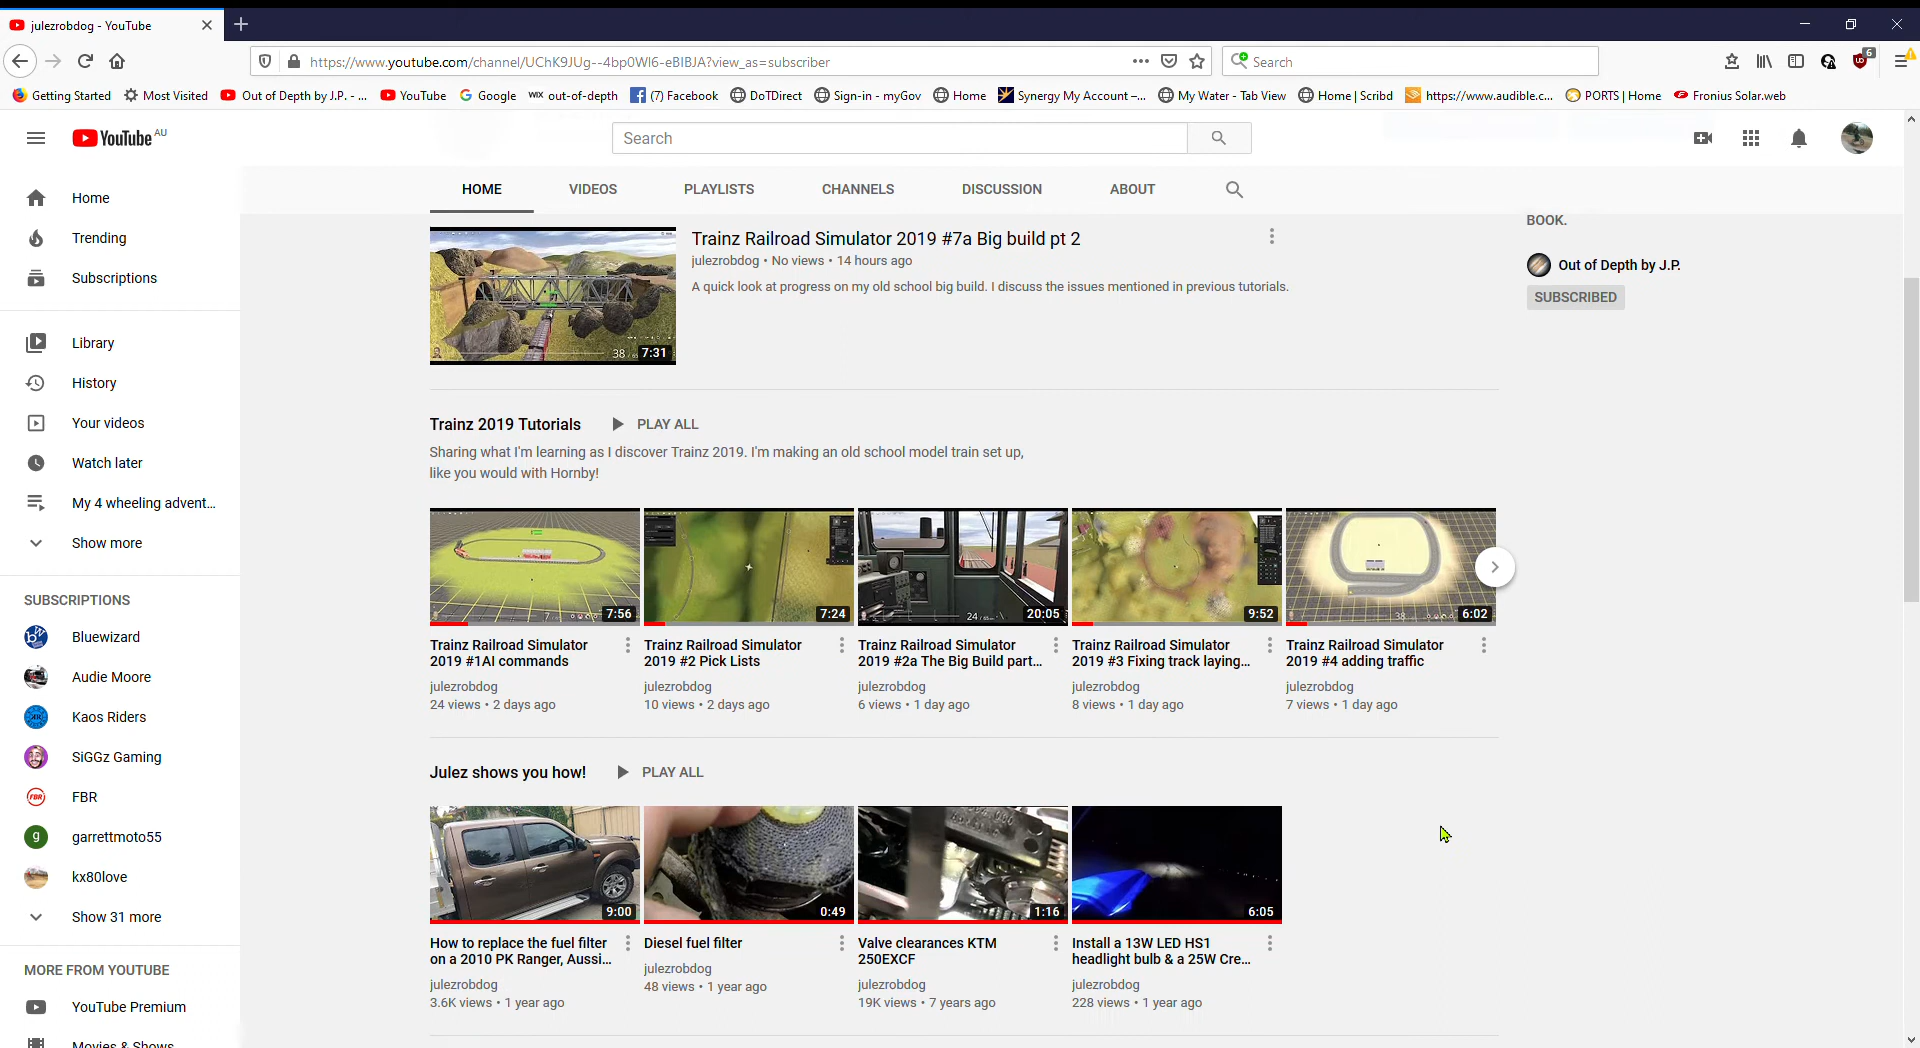 julezrobdog - YouTube
https://www.youtube.com/channel/UChK9JUg--4bp0Wl6-eBIBJA?view_as=subscriber
Search
6
Getting Started
Most Visited
Out of Depth by J.P. - ...
YouTube
Google
WIX out-of-depth
(7) Facebook
DoTDirect
Sign-in - myGov
Home
Synergy My Account –...
My Water - Tab View
Home | Scribd
https://www.audible.c...
PORTS | Home
Fronius Solar.web
YouTube AU
Search
HOME VIDEOS PLAYLISTS CHANNELS DISCUSSION ABOUT
Home
Trending
Subscriptions
Library
History
Your videos
Watch later
My 4 wheeling advent...
Show more
SUBSCRIPTIONS
Bluewizard
Audie Moore
Kaos Riders
SiGGz Gaming
FBR
FBR
g
garrettmoto55
kx80love
Show 31 more
MORE FROM YOUTUBE
YouTube Premium
Movies & Shows
38
7:31
Trainz Railroad Simulator 2019 #7a Big build pt 2
julezrobdog • No views • 14 hours ago
A quick look at progress on my old school big build. I discuss the issues mentioned in previous tutorials.
BOOK.
Out of Depth by J.P.
SUBSCRIBED
Trainz 2019 Tutorials PLAY ALL
Sharing what I'm learning as I discover Trainz 2019. I'm making an old school model train set up,
like you would with Hornby!
7:56
Trainz Railroad Simulator
2019 #1AI commands
julezrobdog
24 views • 2 days ago
7:24
Trainz Railroad Simulator
2019 #2 Pick Lists
julezrobdog
10 views • 2 days ago
24
20:05
Trainz Railroad Simulator
2019 #2a The Big Build part...
julezrobdog
6 views • 1 day ago
9:52
Trainz Railroad Simulator
2019 #3 Fixing track laying...
julezrobdog
8 views • 1 day ago
38
6:02
Trainz Railroad Simulator
2019 #4 adding traffic
julezrobdog
7 views • 1 day ago
Julez shows you how! PLAY ALL
9:00
How to replace the fuel filter
on a 2010 PK Ranger, Aussi...
julezrobdog
3.6K views • 1 year ago
0:49
Diesel fuel filter
julezrobdog
48 views • 1 year ago
1:16
Valve clearances KTM
250EXCF
julezrobdog
19K views • 7 years ago
6:05
Install a 13W LED HS1
headlight bulb & a 25W Cre...
julezrobdog
228 views • 1 year ago